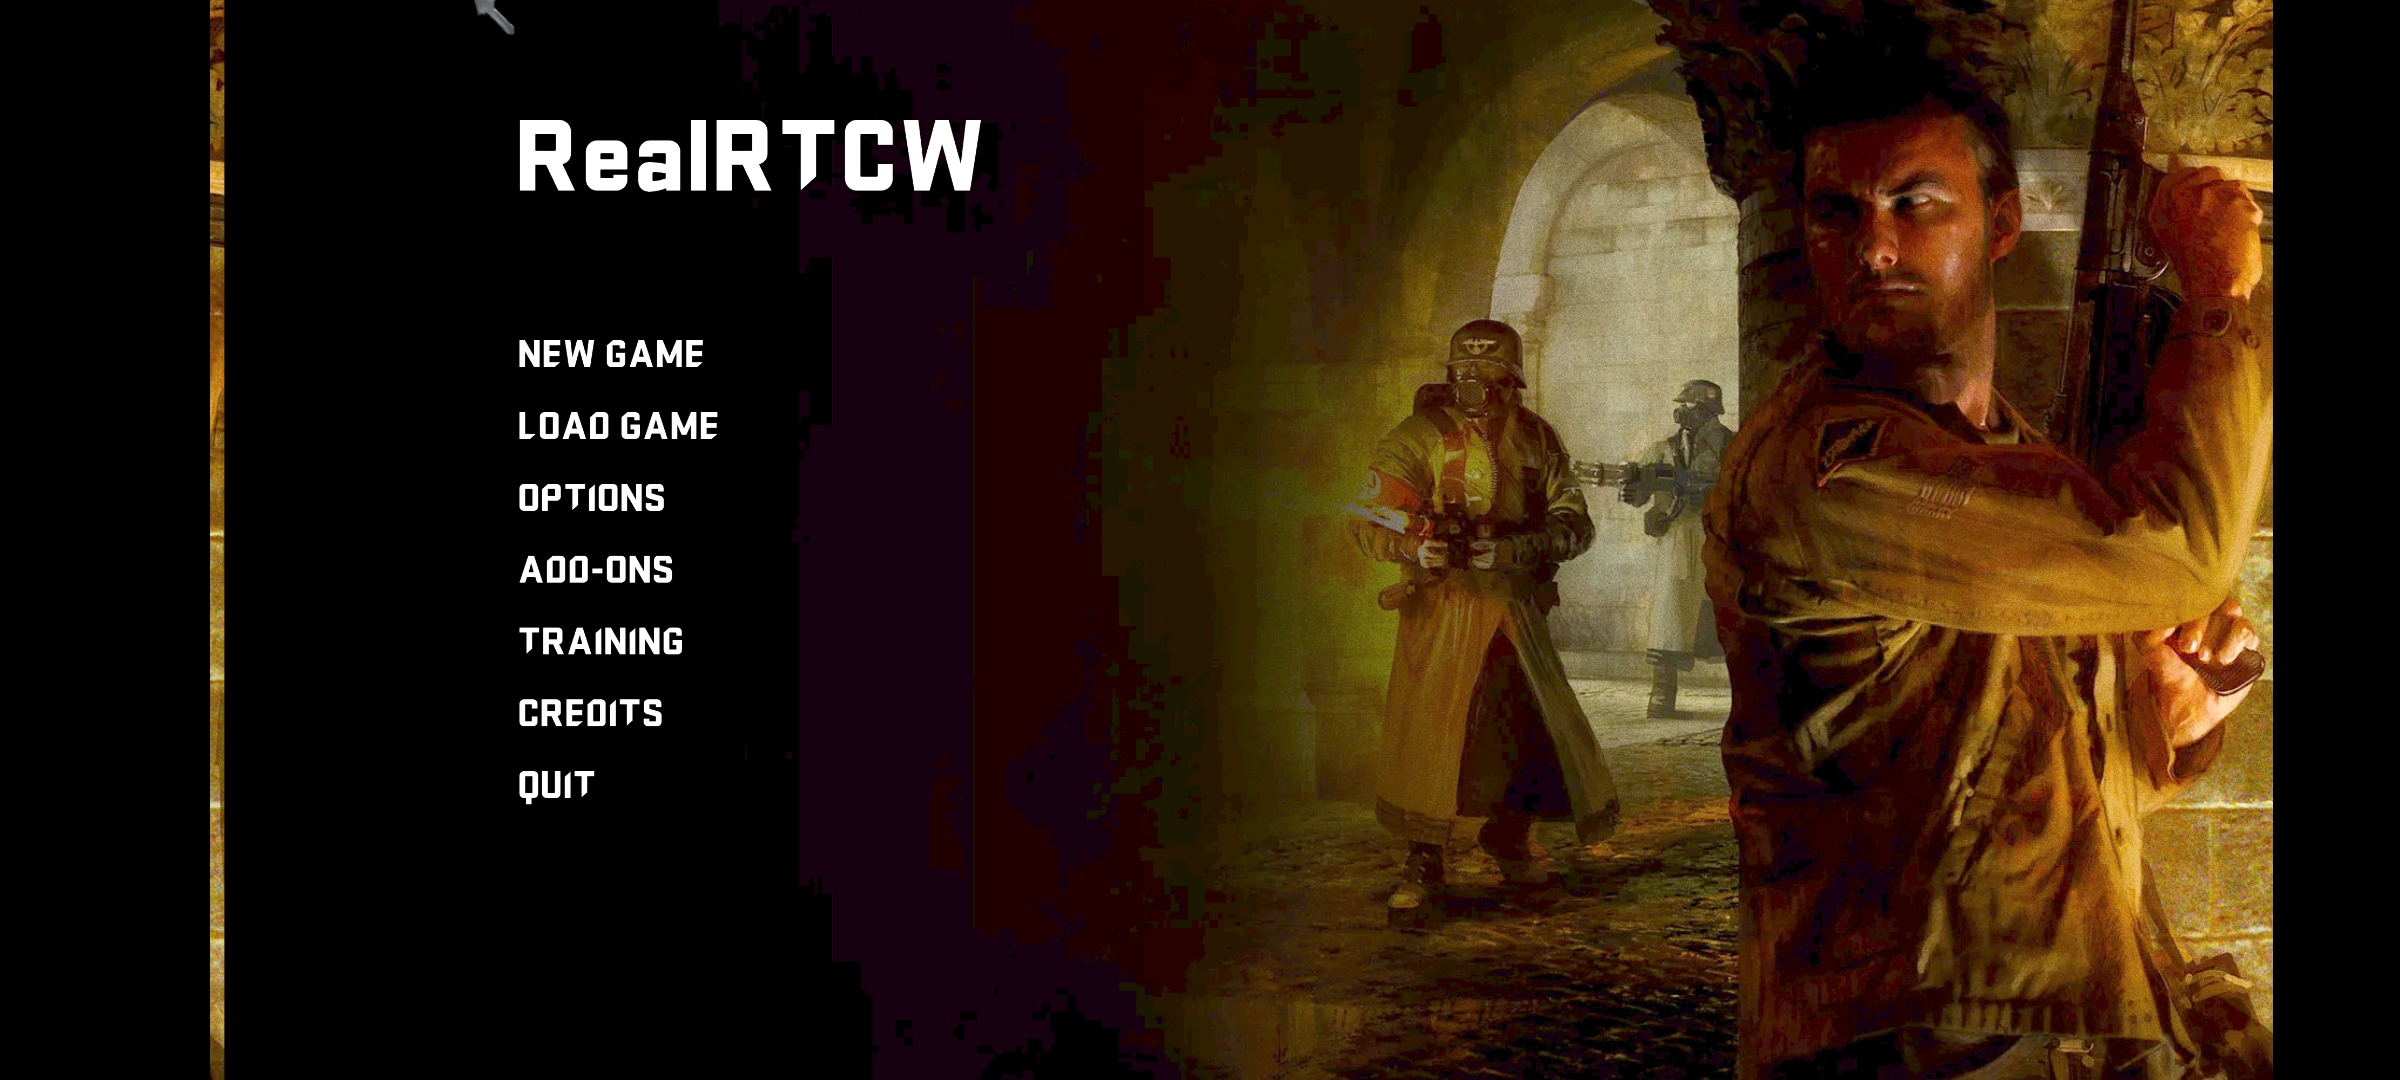 RealRTCW
NEW GAME
LOAD GAME
OPTIONS
ADD-ONS
TRAINING
CREDITS
QUIT